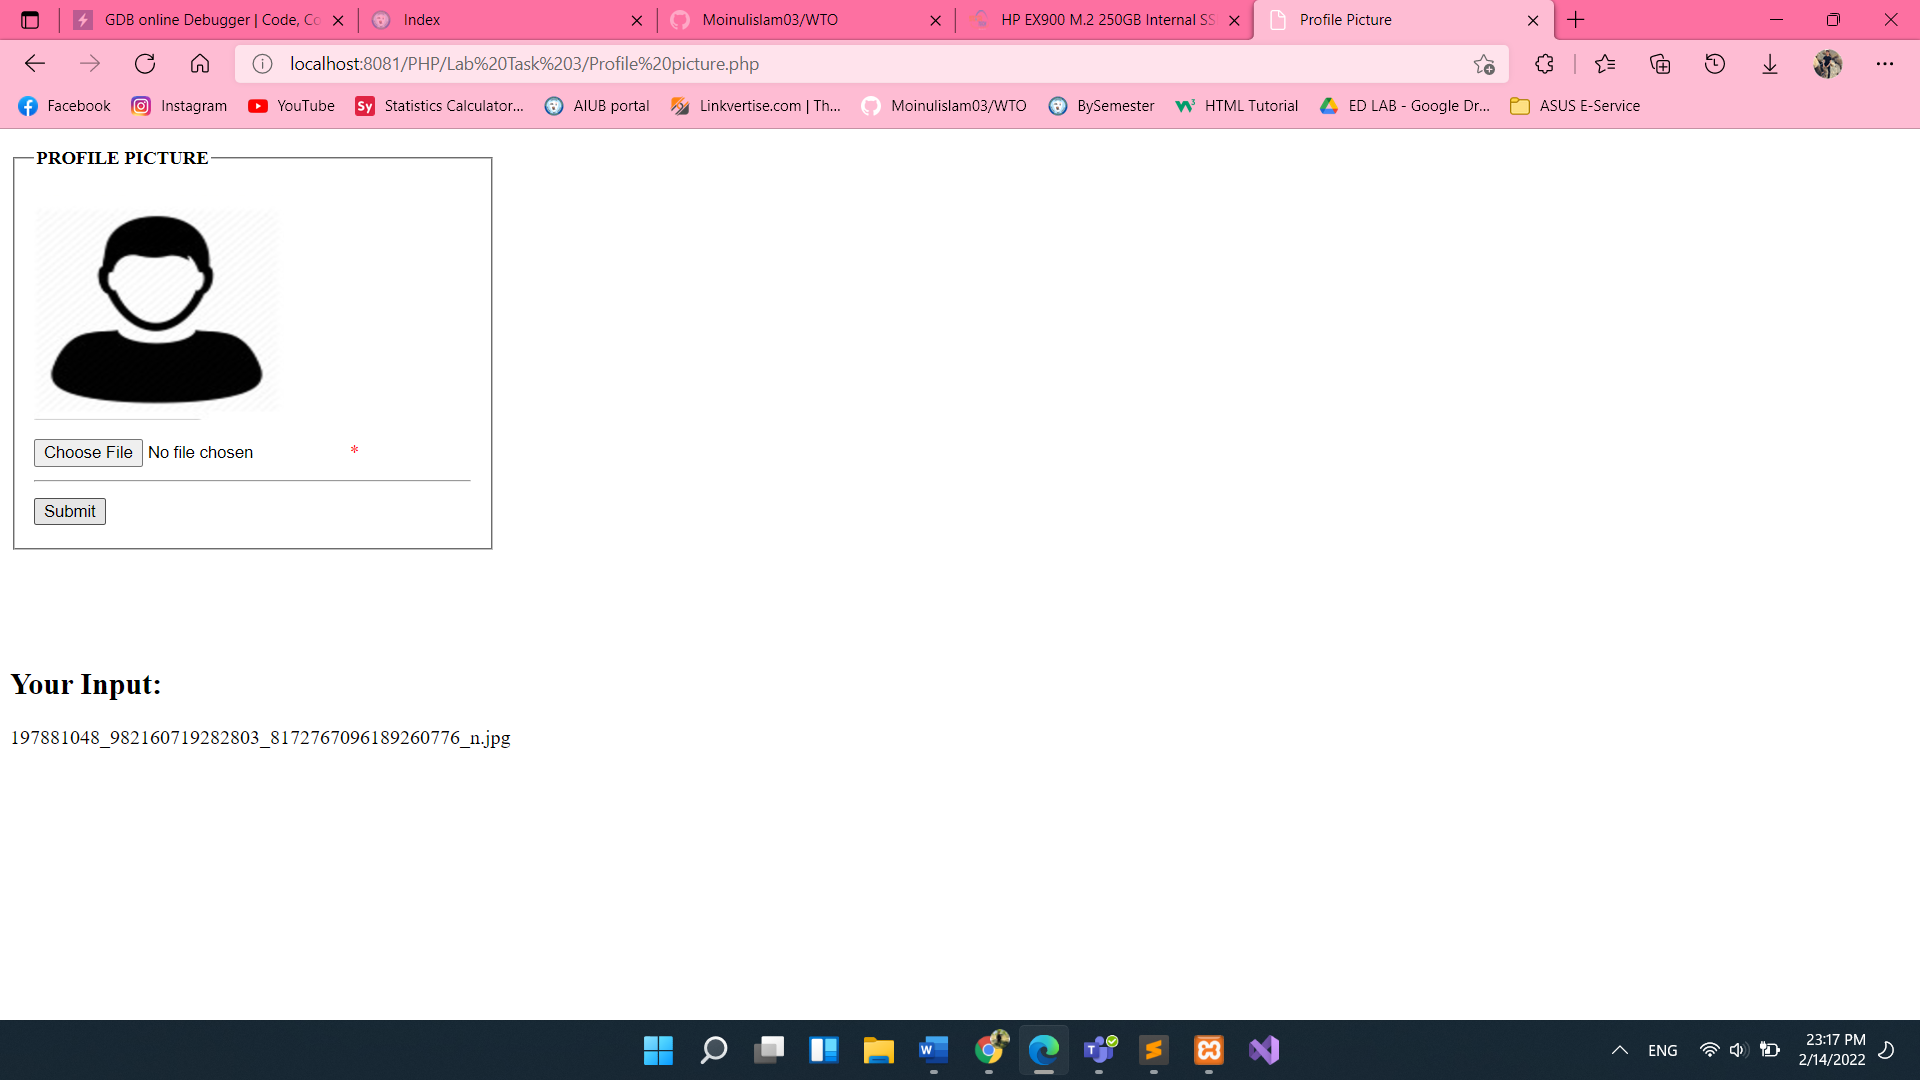 GDB online Debugger | Code, Co
Index
Moinulislam03/WTO
HP EX900 M.2 250GB Internal SS
Profile Picture
localhost:8081/PHP/Lab%20Task%203/Profile%20picture.php
Facebook
Instagram
YouTube
Sy
Statistics Calculator...
AIUB portal
Linkvertise.com | Th...
Moinulislam03/WTO
BySemester
HTML Tutorial
ED LAB - Google Dr...
ASUS E-Service
PROFILE PICTURE
Choose File No file chosen *
Submit
Your Input:
197881048_982160719282803_8172767096189260776_n.jpg
ENG
23:17 PM
2/14/2022